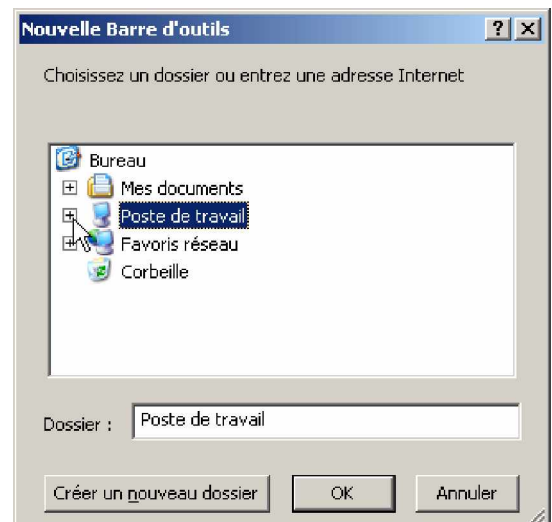 Nouvelle Barre d'outils
Choisissez un dossier ou entrez une adresse Internet
Bureau
Mes documents
Poste de travail
Favoris réseau
Corbeille
Dossier : Poste de travail
Créer un nouveau dossier OK Annuler